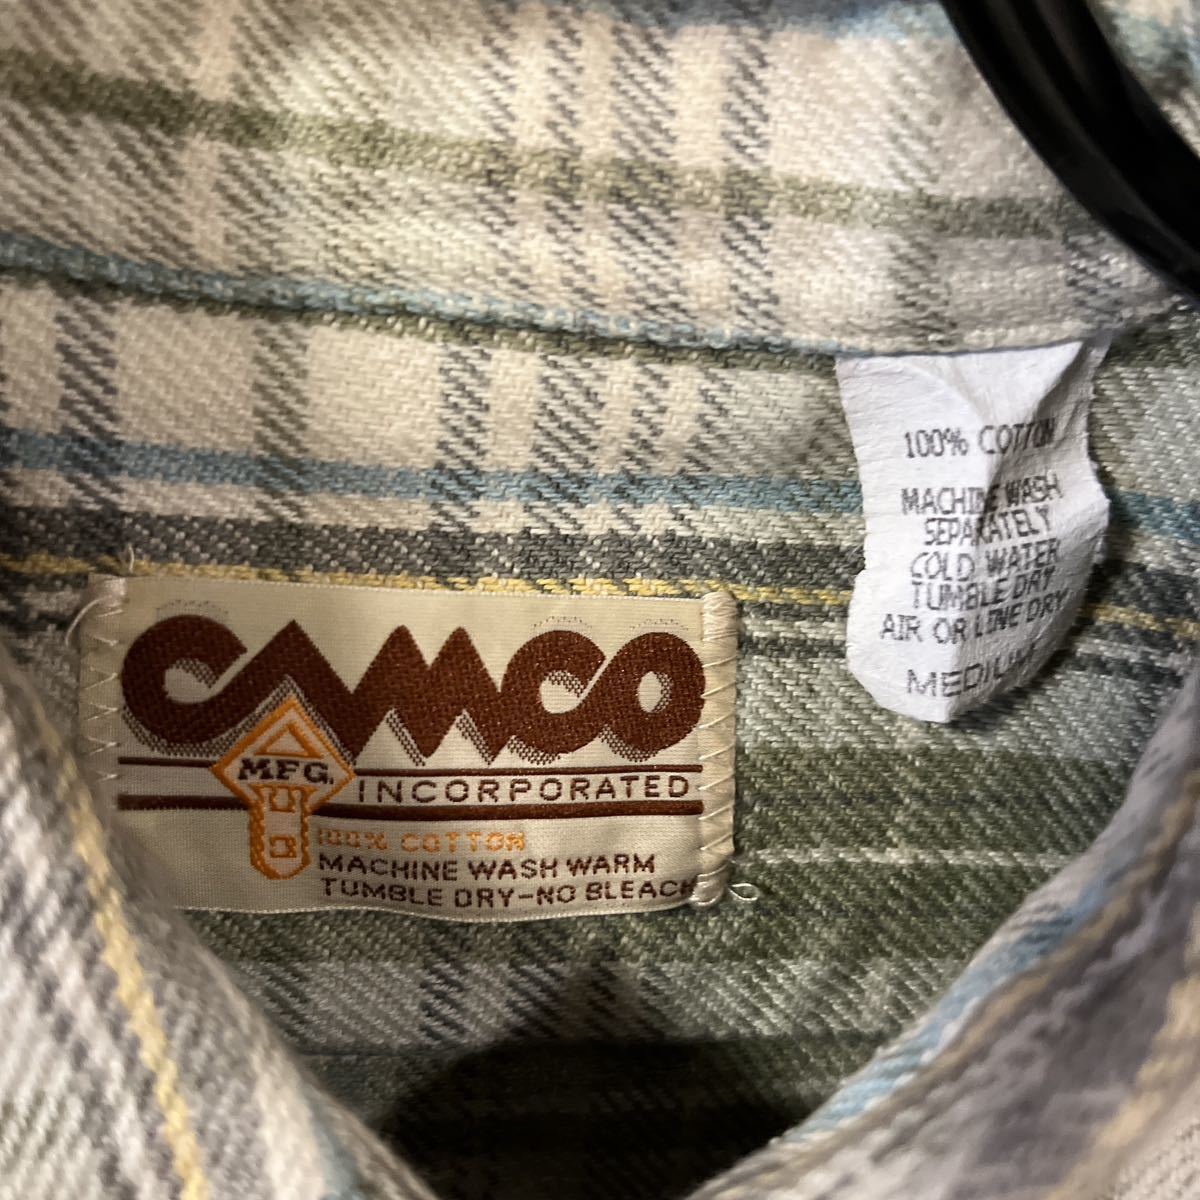 CAMCO
MFG.
INCORPORATED
100% COTTON
MACHINE WASH WARM
TUMBLE DRY-NO BLEACH
100% COTTON
MACHINE WASH
SEPARATELY
COLD WATER
TUMBLE DRY
AIR OR LINE DRY
MEDIUM